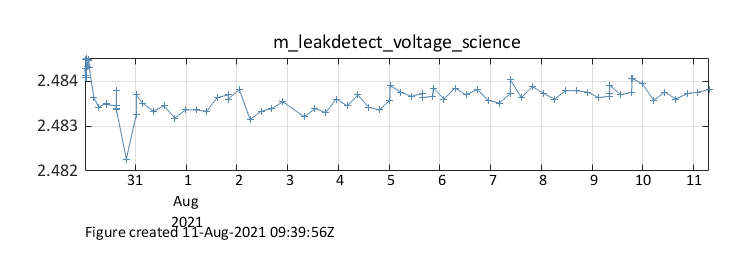 m_leakdetect_voltage_science
2.484
2.483
2.482
31 1 2 3 4 5 6 7 8 9 10 11
Aug
2021
Figure created 11-Aug-2021 09:39:56Z